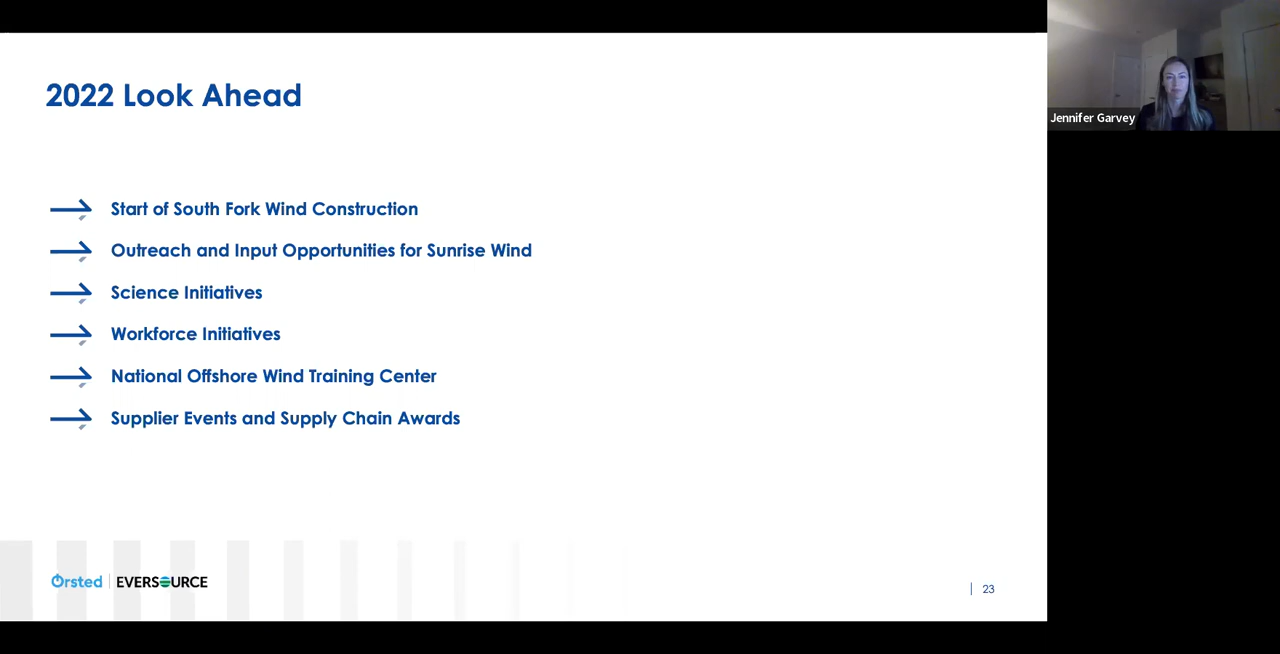 2022 Look Ahead
Start of South Fork Wind Construction
Outreach and Input Opportunities for Sunrise Wind
Science Initiatives
Workforce Initiatives
National Offshore Wind Training Center
Supplier Events and Supply Chain Awards
Ørsted | EVERSOURCE
| 23
Jennifer Garvey